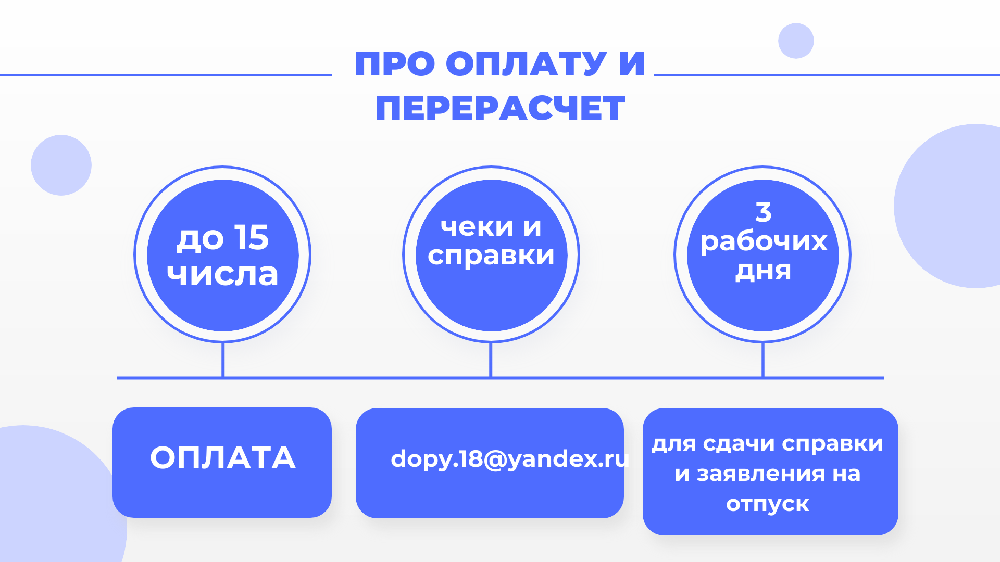 ПРО ОПЛАТУ И
ПЕРЕРАСЧЕТ
до 15
числа
чеки и
справки
3
рабочих
дня
ОПЛАТА
dopy.18@yandex.ru
для сдачи справки
и заявления на
отпуск